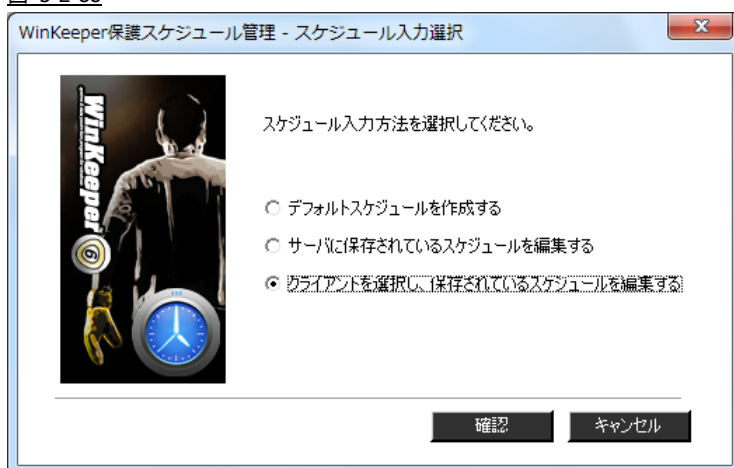 WinKeeper保護スケジュール管理 - スケジュール入力選択
WinKeeper
6
スケジュール入力方法を選択してください。
デフォルトスケジュールを作成する
サーバに保存されているスケジュールを編集する
クライアントを選択し、保存されているスケジュールを編集する
確認
キャンセル